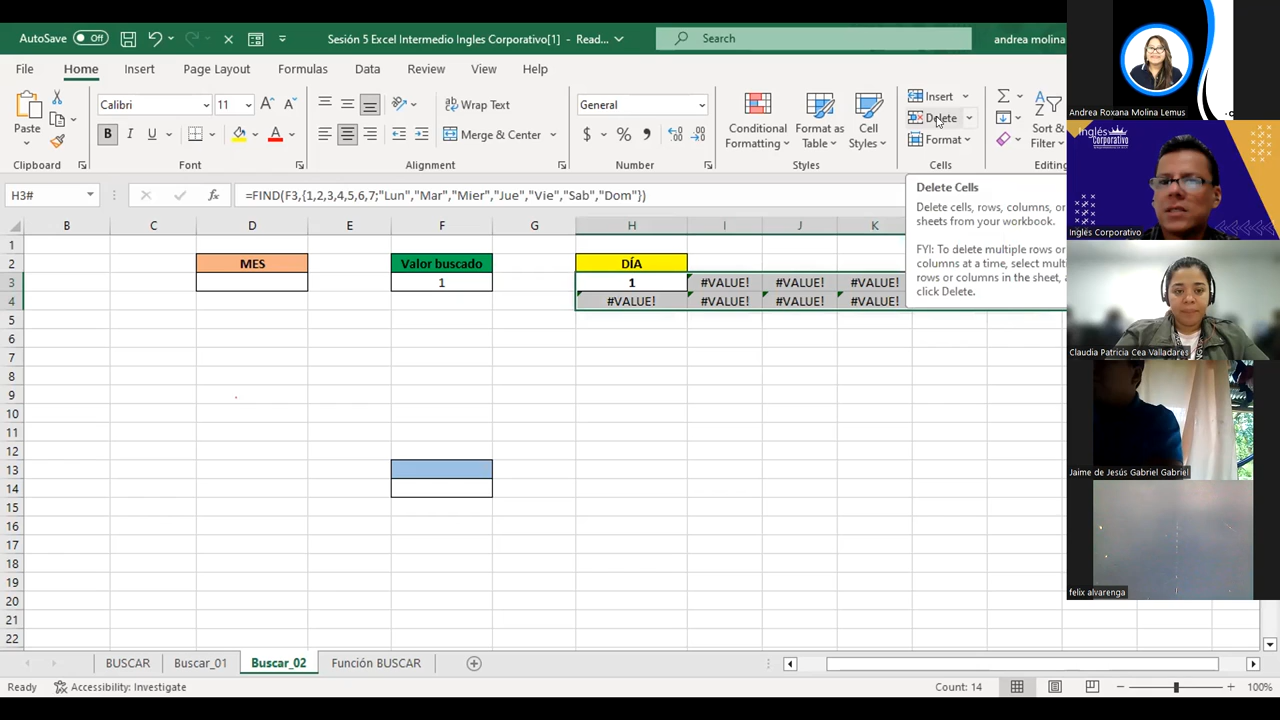 AutoSave Off Sesión 5 Excel Intermedio Ingles Corporativo[1] - Read... Search andrea molina
File Home Insert Page Layout Formulas Data Review View Help
Paste Calibri 11 Wrap Text General Conditional Formatting Format as Table Cell Styles Insert Sort & Filter
B I U Merge & Center $ % Delete
Format
Clipboard Font Alignment Number Styles Cells Editing
H3# fx =FIND(F3,{1,2,3,4,5,6,7;"Lun","Mar","Mier","Jue","Vie","Sab","Dom"})
Delete Cells
Delete cells, rows, columns, or
sheets from your workbook.
FYI: To delete multiple rows or
columns at a time, select mult
rows or columns in the sheet, a
click Delete.
B C D E F G H I J K
1
2 MES Valor buscado DÍA
3 1 1 #VALUE! #VALUE! #VALUE!
4 #VALUE! #VALUE! #VALUE! #VALUE!
5
6
7
8
9
10
11
12
13
14
15
16
17
18
19
20
21
22
BUSCAR Buscar_01 Buscar_02 Función BUSCAR
Ready Accessibility: Investigate Count: 14 100%
Andrea Roxana Molina Lemus
Inglés
Corporativo
Inglés Corporativo
Claudia Patricia Cea Valladares
Jaime de Jesús Gabriel Gabriel
felix alvarenga